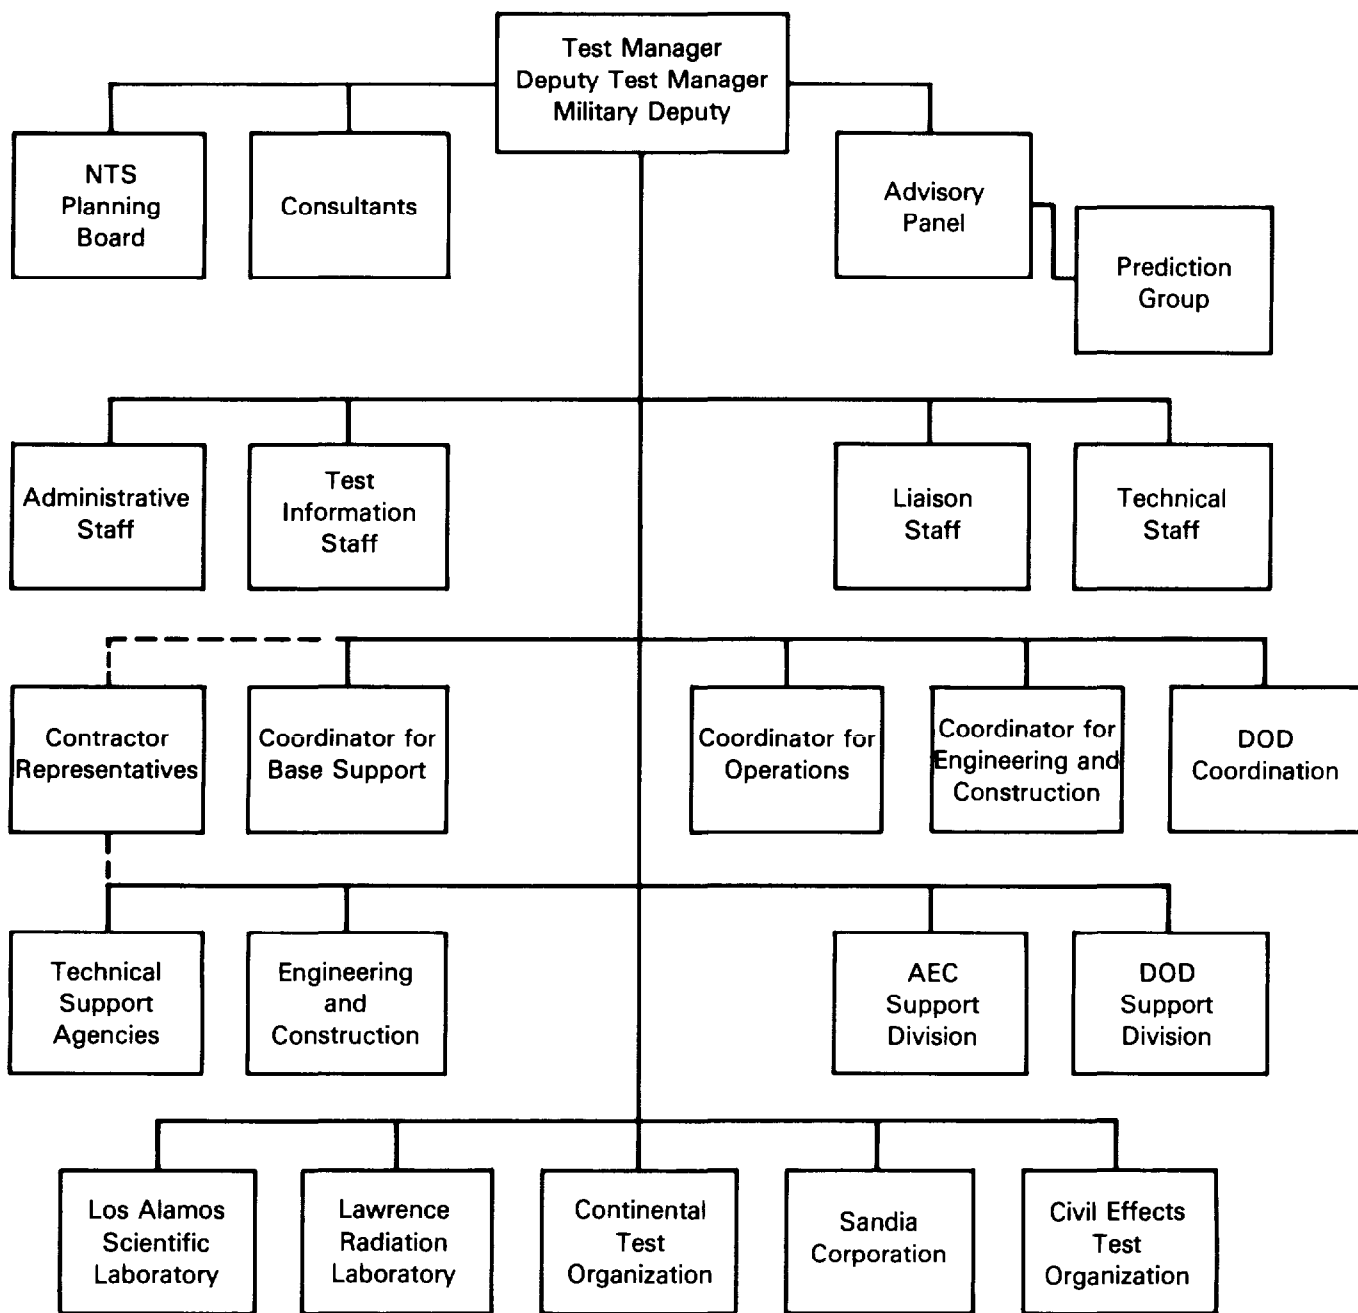 Test Manager
Deputy Test Manager
Military Deputy
NTS
Planning
Board
Consultants
Advisory
Panel
Prediction
Group
Administrative
Staff
Test
Information
Staff
Liaison
Staff
Technical
Staff
Contractor
Representatives
Coordinator for
Base Support
Coordinator for
Operations
Coordinator for
Engineering and
Construction
DOD
Coordination
Technical
Support
Agencies
Engineering
and
Construction
AEC
Support
Division
DOD
Support
Division
Los Alamos
Scientific
Laboratory
Lawrence
Radiation
Laboratory
Continental
Test
Organization
Sandia
Corporation
Civil Effects
Test
Organization